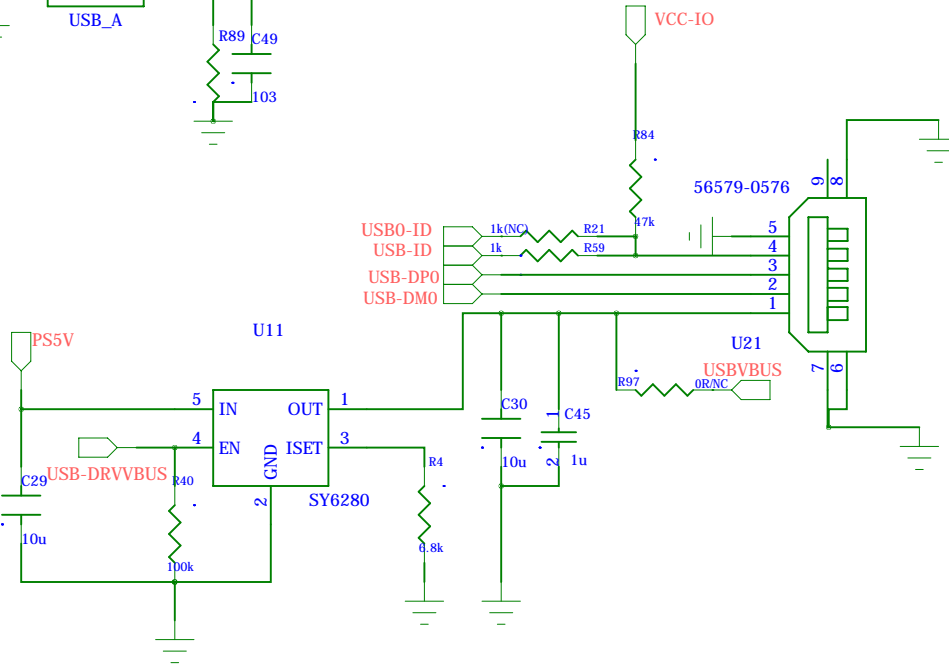 USB_A
VCC-IO
R89
C49
103
R84
56579-0576
9
8
47k
USB0-ID
1k(NC)
R21
5
USB-ID
1k
R59
4
USB-DP0
3
USB-DM0
2
1
U11
PS5V
U21
USBVBUS
7
6
R97
0R/NC
5
IN
OUT
1
C30
1
C45
4
EN
ISET
3
GND
10u
2
1u
R4
USB-DRVVBUS
C29
R40
2
SY6280
10u
6.8k
100k